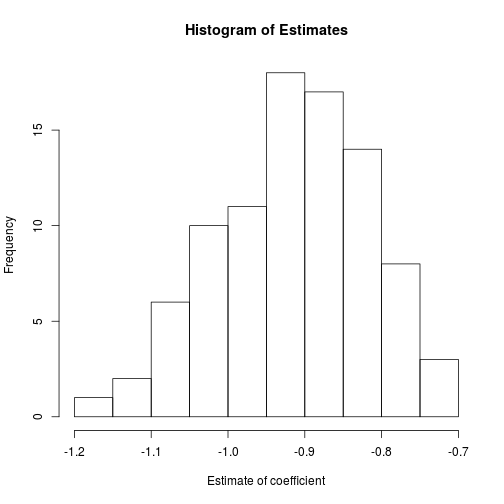 Histogram of Estimates
Frequency
15
10
5
0
-1.2 -1.1 -1.0 -0.9 -0.8 -0.7
Estimate of coefficient